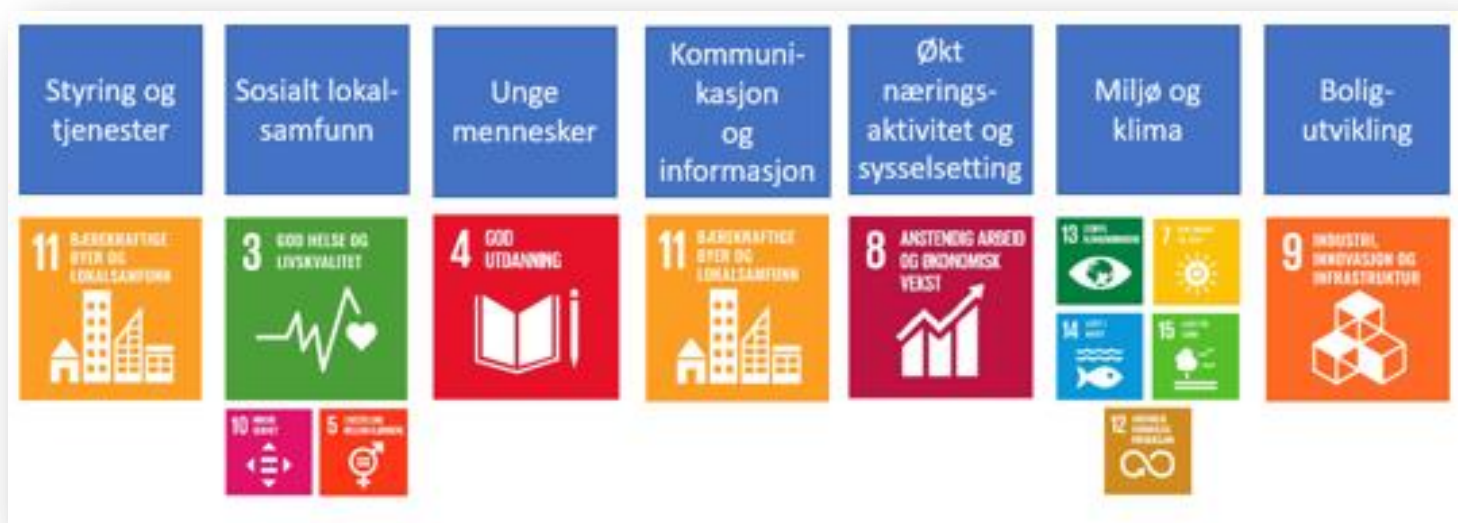 Styring og
tjenester
Sosialt lokal-
samfunn
Unge
mennesker
Kommuni-
kasjon
og
informasjon
Økt
nærings-
aktivitet og
sysselsetting
Miljø og
klima
Bolig-
utvikling
11 BÆREKRAFTIGE
BYER OG
LOKALSAMFUNN
3 GOD HELSE OG
LIVSKVALITET
4 GOD
UTDANNING
11 BÆREKRAFTIGE
BYER OG
LOKALSAMFUNN
8 ANSTENDIG ARBEID
OG ØKONOMISK
VEKST
13
7
14
15
12
9 INDUSTRI,
INNOVASJON OG
INFRASTRUKTUR
10 MINDRE
ULIKHET
5